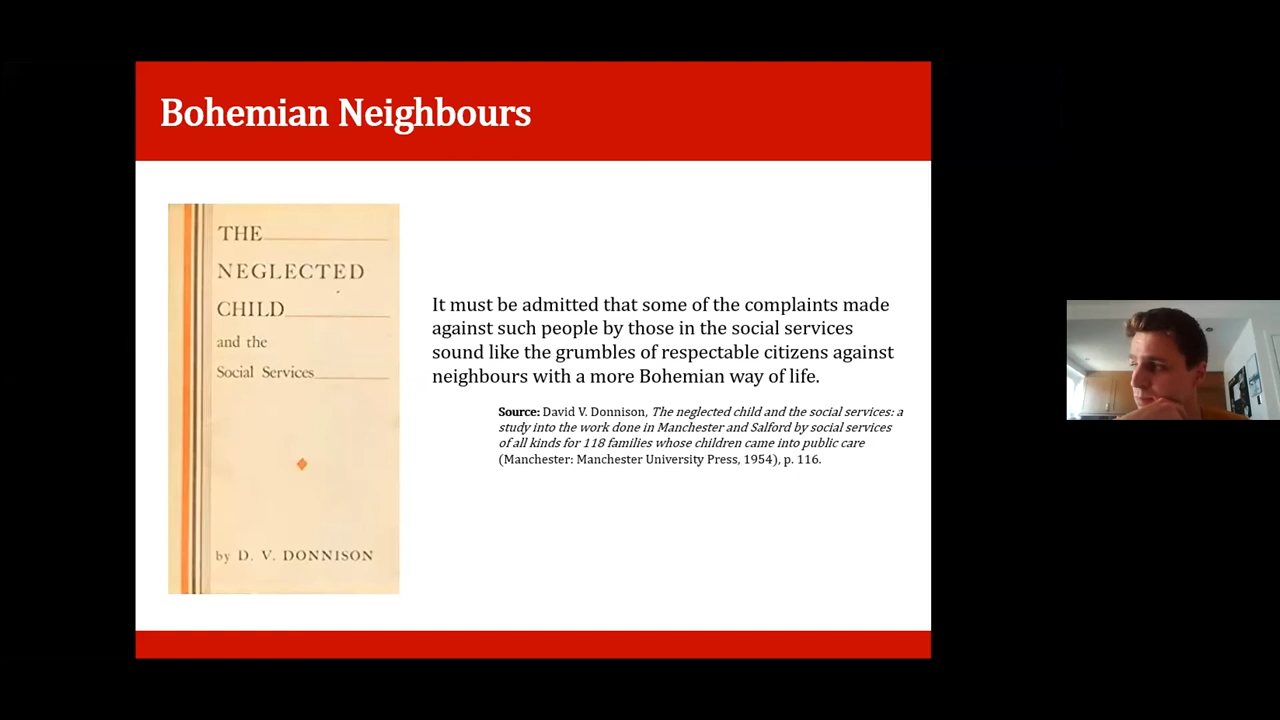 Bohemian Neighbours
THE
NEGLECTED
CHILD
and the
Social Services
by D. V. DONNISON
It must be admitted that some of the complaints made
against such people by those in the social services
sound like the grumbles of respectable citizens against
neighbours with a more Bohemian way of life.
Source: David V. Donnison, The neglected child and the social services: a
study into the work done in Manchester and Salford by social services
of all kinds for 118 families whose children came into public care
(Manchester: Manchester University Press, 1954), p. 116.